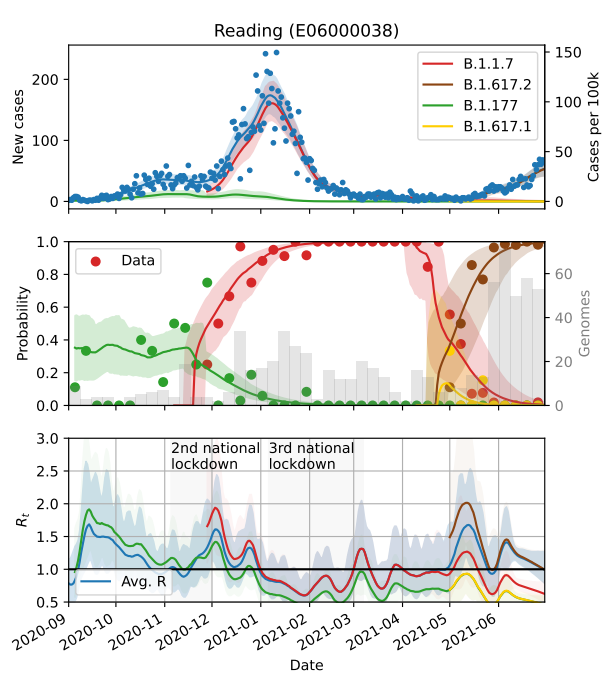 Reading (E06000038)
New cases
200
100
0
150
100
50
0
Cases per 100k
B.1.1.7
B.1.617.2
B.1.177
B.1.617.1
Probability
1.0
0.8
0.6
0.4
0.2
0.0
60
40
20
0
Genomes
Data
R_t
3.0
2.5
2.0
1.5
1.0
0.5
2nd national
lockdown
3rd national
lockdown
Avg. R
2020-09
2020-10
2020-11
2020-12
2021-01
2021-02
2021-03
2021-04
2021-05
2021-06
Date